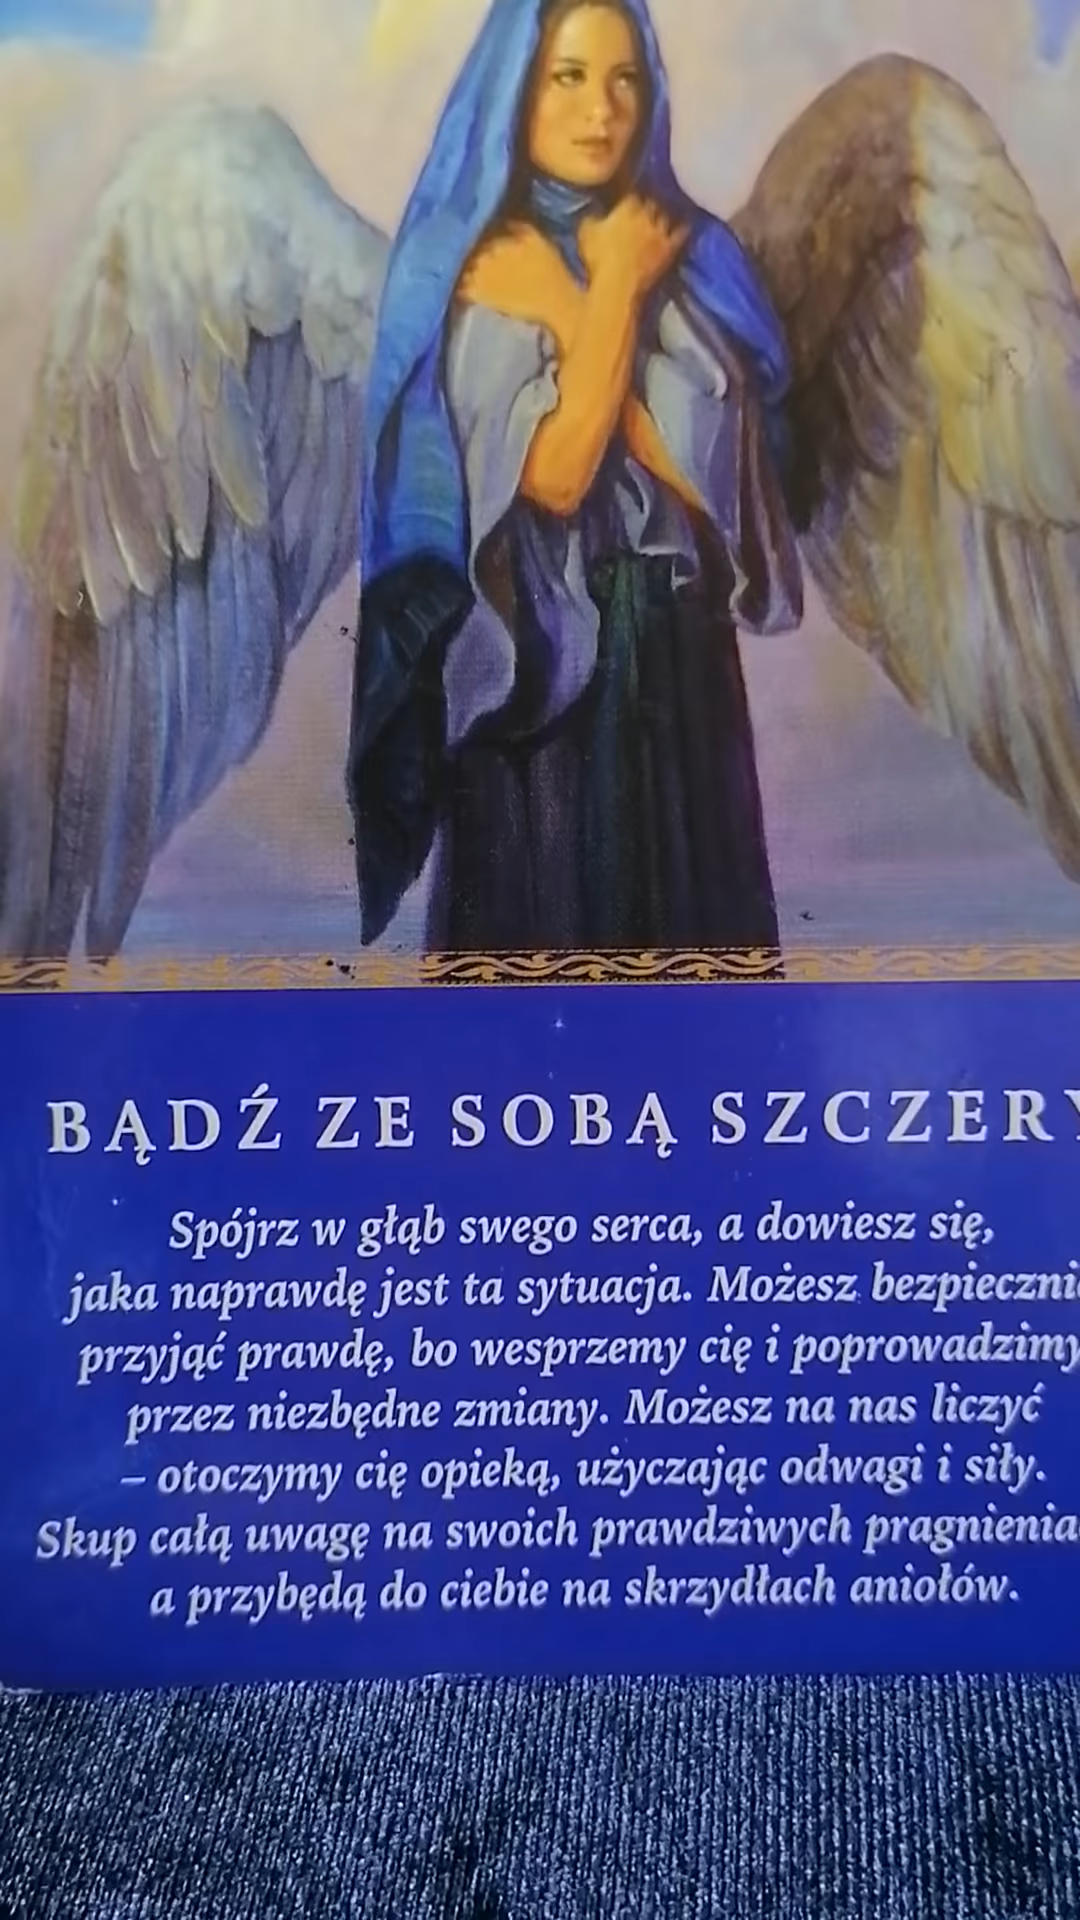 BĄDŹ ZE SOBĄ SZCZERY
Spójrz w głąb swego serca, a dowiesz się,
jaka naprawdę jest ta sytuacja. Możesz bezpiecznie
przyjąć prawdę, bo wesprzemy cię i poprowadzimy
przez niezbędne zmiany. Możesz na nas liczyć
– otoczymy cię opieką, użyczając odwagi i siły.
Skup całą uwagę na swoich prawdziwych
a przybędą do ciebie na skrzydłach aniołów.